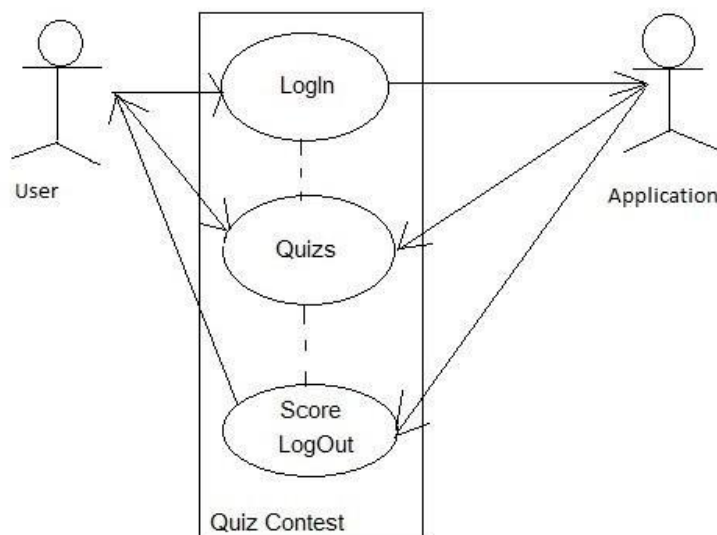 LogIn
User
Application
Quizs
Score
LogOut
Quiz Contest